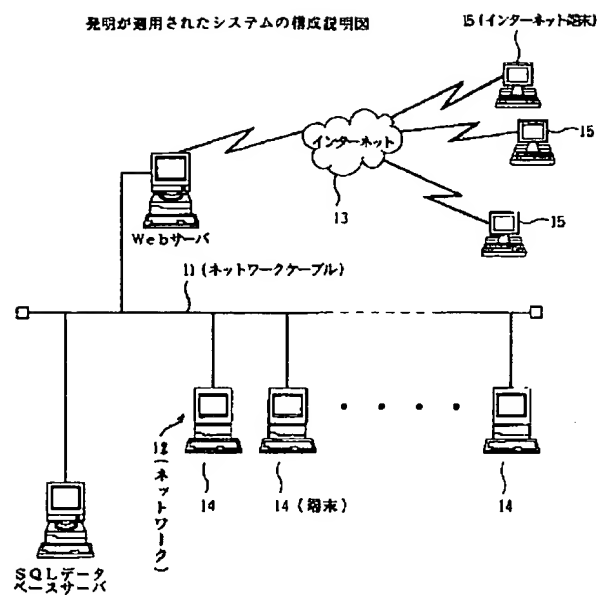 発明が適用されたシステムの構成説明図
15(インターネット端末)
インターネット
15
13
15
Webサーバ
11(ネットワークケーブル)
12(ネットワーク)
14
14(端末)
14
SQLデータ
ベースサーバ